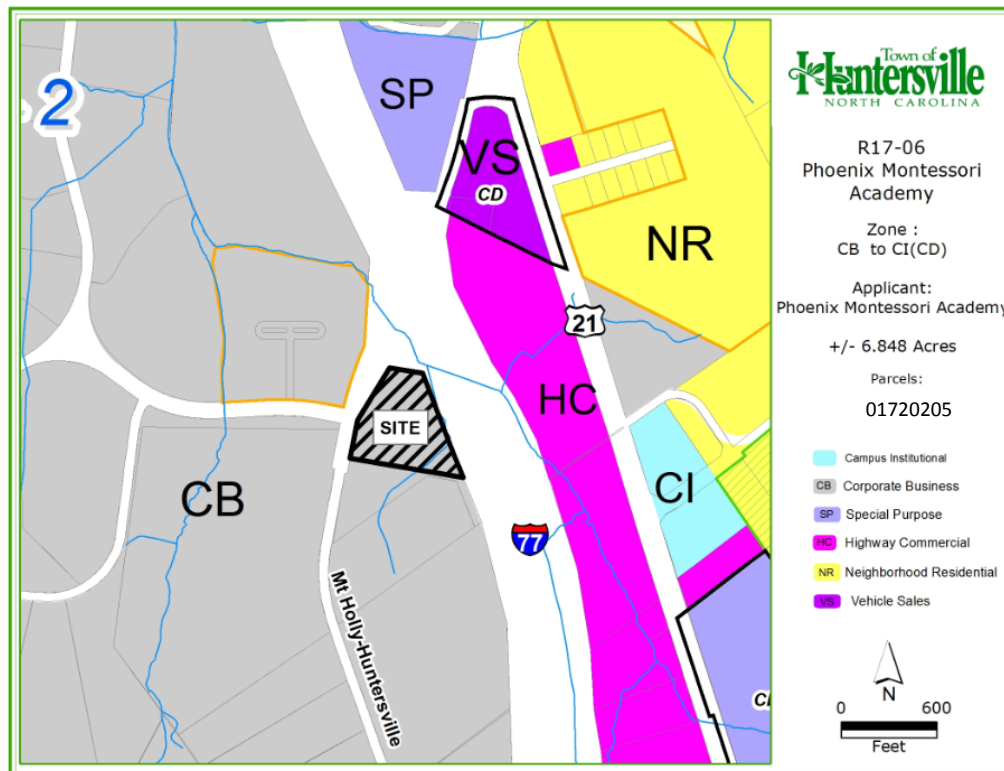 2
SP
VS
CD
NR
21
HC
SITE
CB
CI
77
Mt Holly-Huntersville
Town of
Huntersville
NORTH CAROLINA
R17-06
Phoenix Montessori
Academy
Zone :
CB to CI(CD)
Applicant:
Phoenix Montessori Academy
+/- 6.848 Acres
Parcels:
01720205
Campus Institutional
CB Corporate Business
SP Special Purpose
HC Highway Commercial
NR Neighborhood Residential
VS Vehicle Sales
N
0 600
Feet